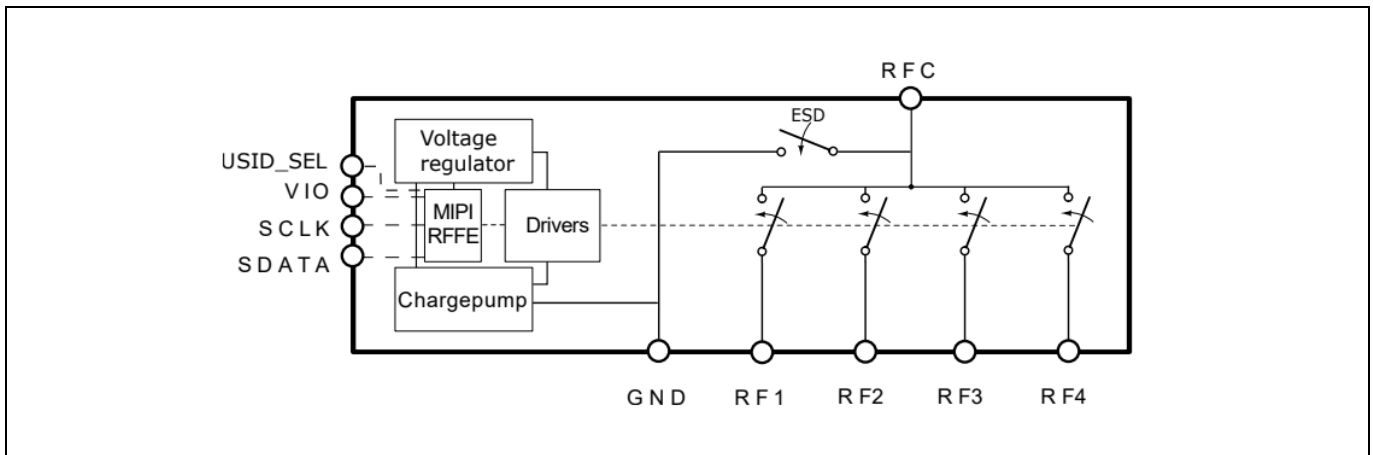 RFC
ESD
Voltage
regulator
USID_SEL
VIO
MIPI
RFFE
Drivers
SCLK
SDATA
Chargepump
GND
RF1
RF2
RF3
RF4